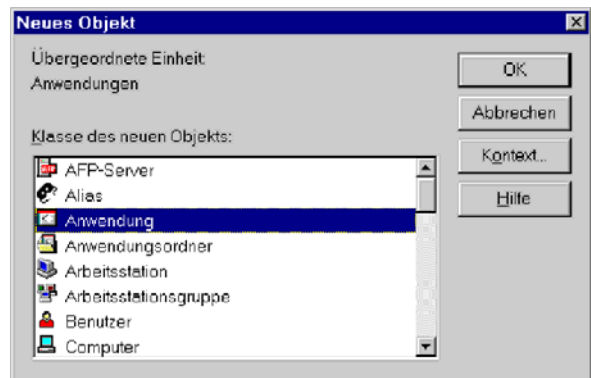 Neues Objekt
Übergeordnete Einheit:
Anwendungen
Klasse des neuen Objekts:
AFP-Server
Alias
Anwendung
Anwendungsordner
Arbeitsstation
Arbeitsstationsgruppe
Benutzer
Computer
OK
Abbrechen
Kontext...
Hilfe